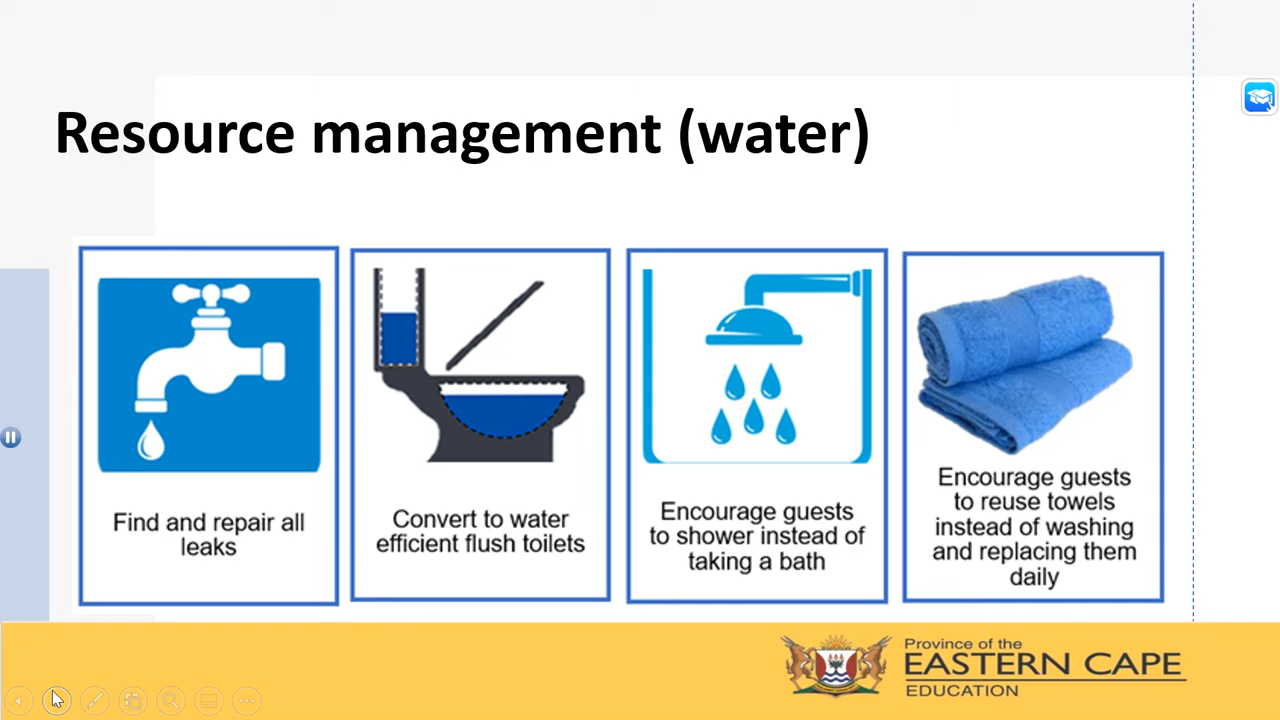 Resource management (water)
Find and repair all
leaks
Convert to water
efficient flush toilets
Encourage guests
to shower instead of
taking a bath
Encourage guests
to reuse towels
instead of washing
and replacing them
daily
Province of the
EASTERN CAPE
EDUCATION